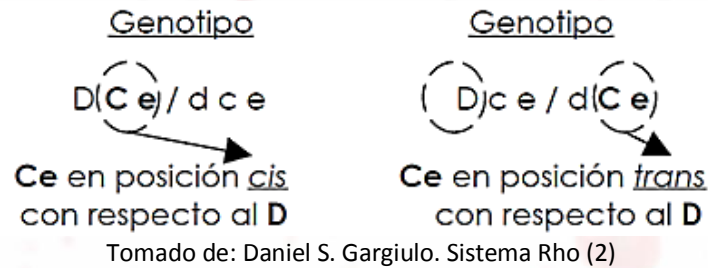 Genotipo
D(C e)/ d c e
Ce en posición cis
con respecto al D
Genotipo
( D)c e / d(C e)
Ce en posición trans
con respecto al D
Tomado de: Daniel S. Gargiulo. Sistema Rho (2)